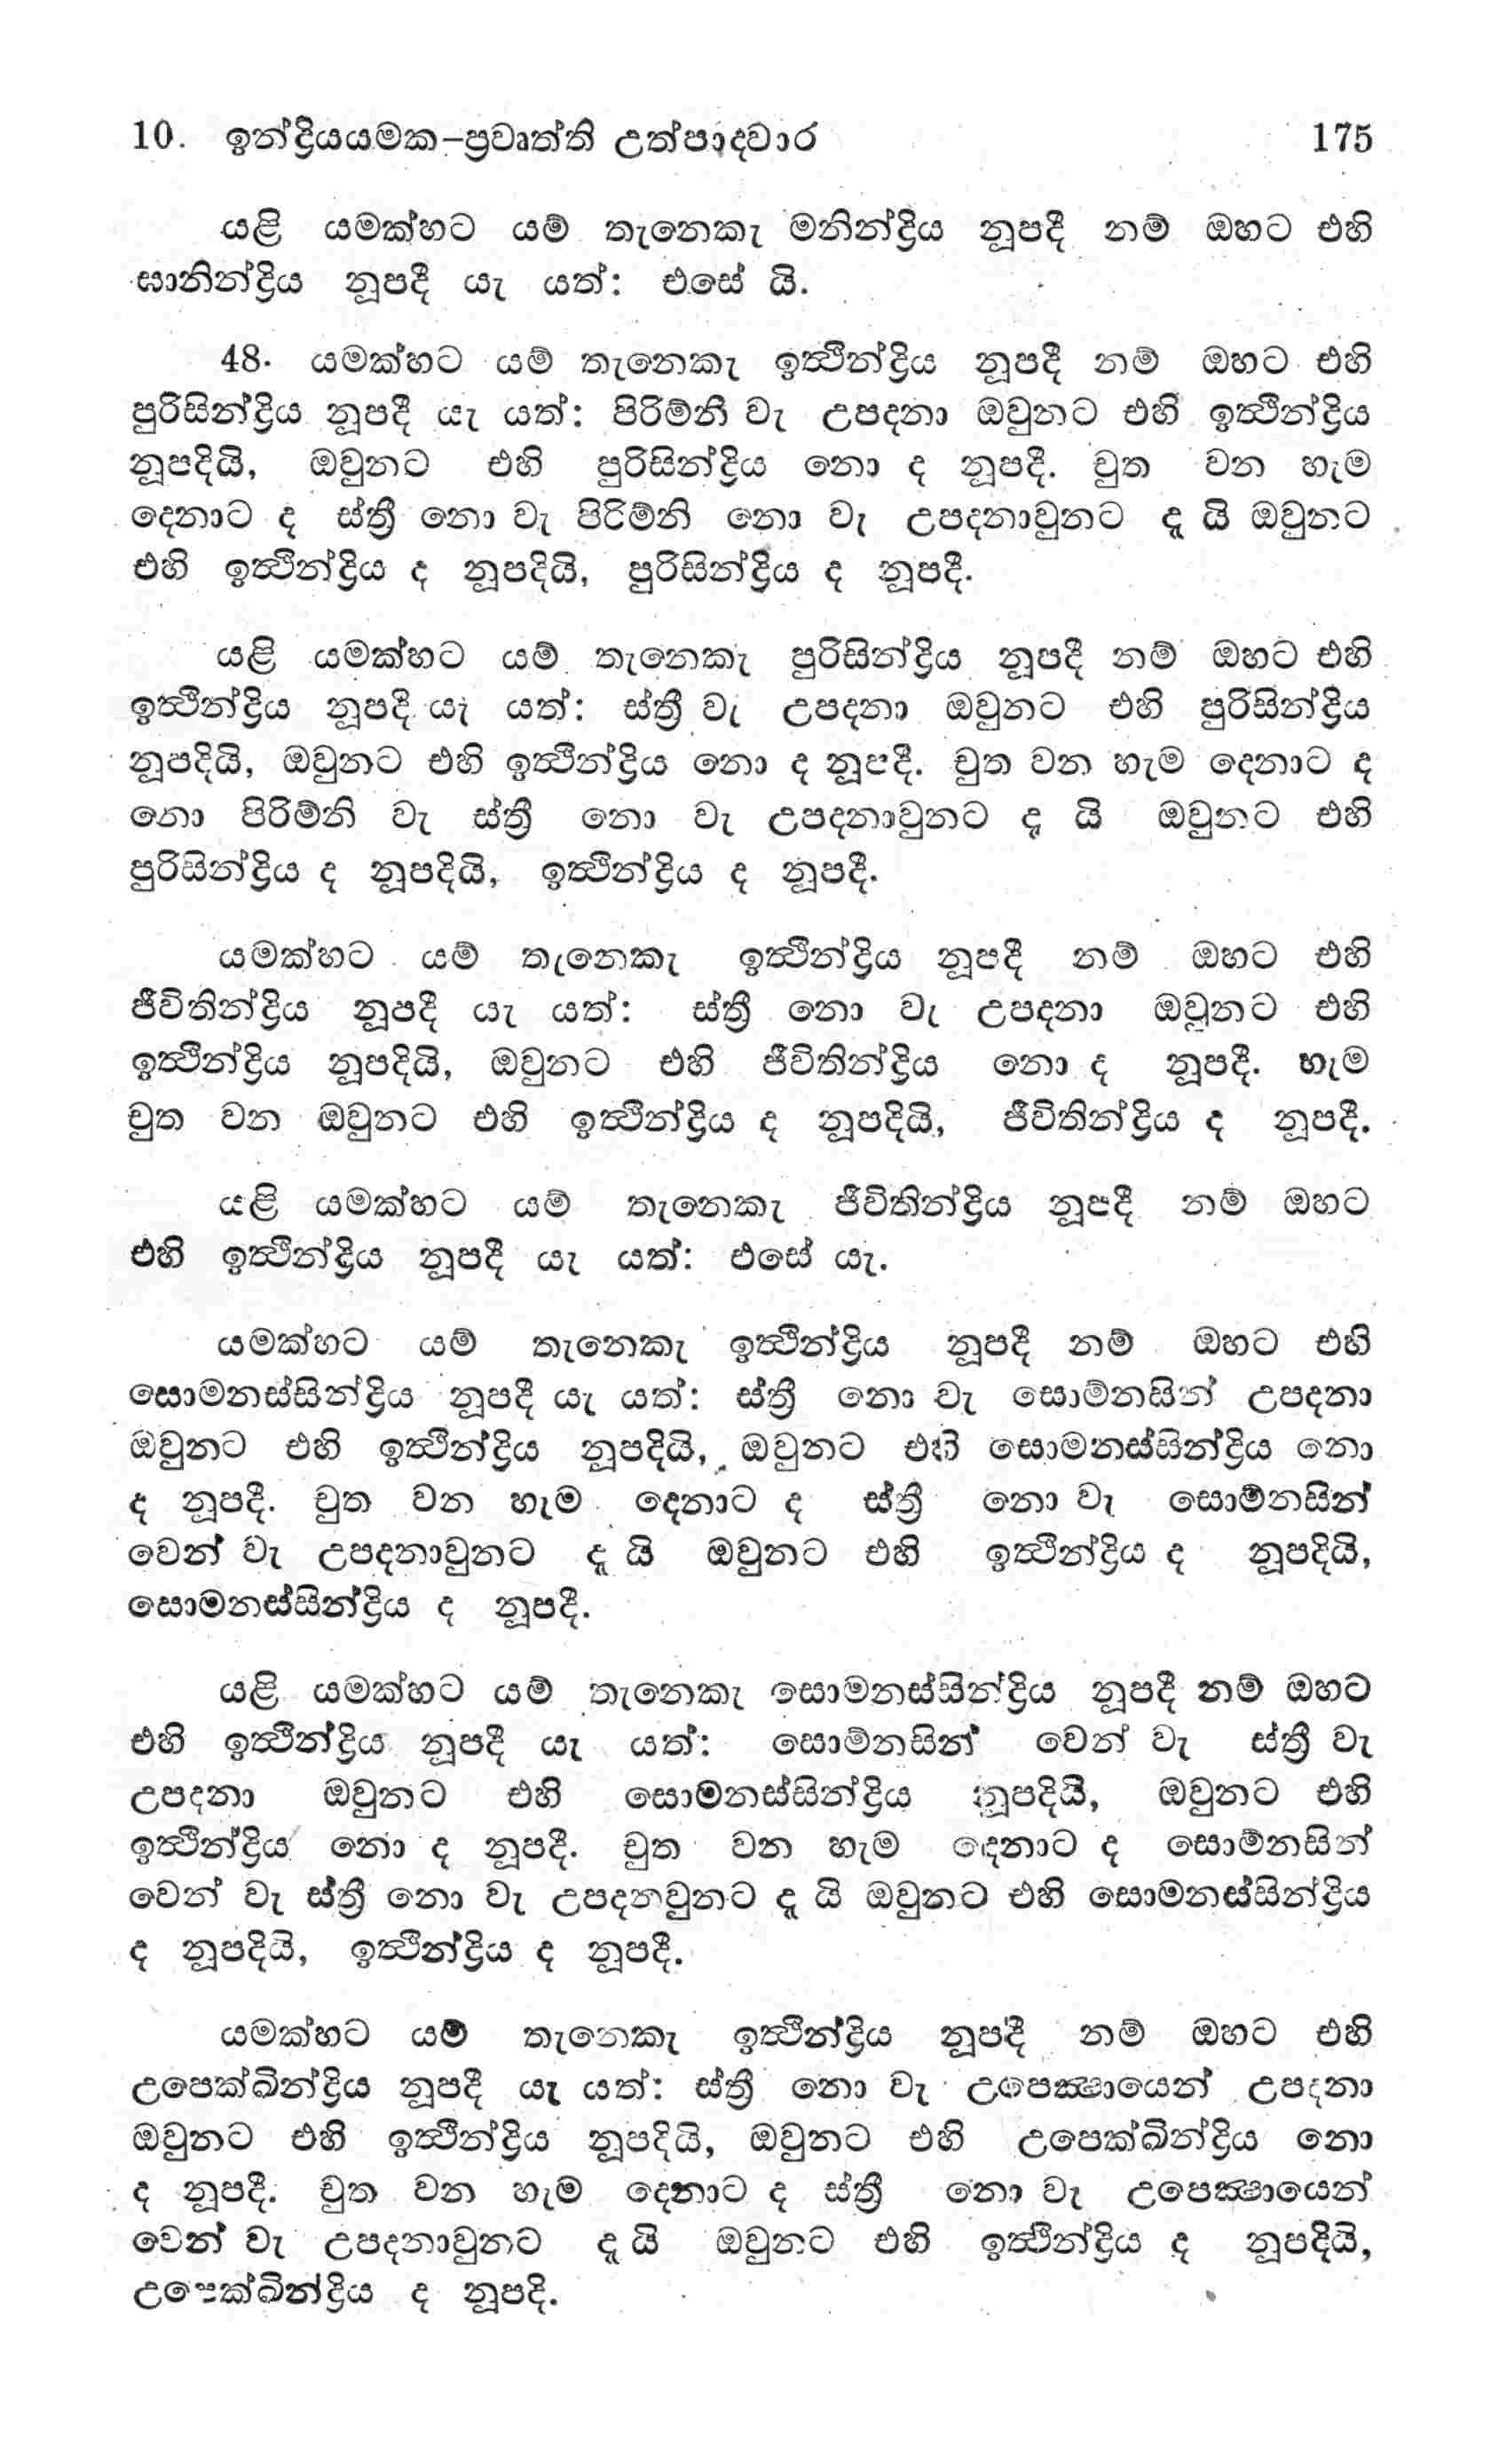 10. ඉන්ද්‍රියයමක–ප්‍රවෘත්ති උත්පාදවාර 175
යළි යමක්හට යම් තැනෙකැ මනින්ද්‍රිය නූපදී නම් ඔහට එහි
ඝානින්ද්‍රිය නූපදී යැ යත්: එසේ යි.
48. යමක්හට යම් තැනෙකැ ඉත්‍ථින්ද්‍රිය නූපදී නම් ඔහට එහි
පුරිසින්ද්‍රිය නූපදී යැ යත්: පිරිම්නී වැ උපදනා ඔවුනට එහි ඉත්‍ථින්ද්‍රිය
නූපදියි, ඔවුනට එහි පුරිසින්ද්‍රිය නො ද නූපදී. චුත වන හැම
දෙනාට ද ස්ත්‍රී නො වැ පිරිම්නි නො වැ උපදනාවුනට දූ යි ඔවුනට
එහි ඉත්‍ථින්ද්‍රිය ද නූපදියි, පුරිසින්ද්‍රිය ද නූපදී.
යළි යමක්හට යම් තැනෙකැ පුරිසින්ද්‍රිය නූපදී නම් ඔහට එහි
ඉත්‍ථින්ද්‍රිය නූපදි යැ යත්: ස්ත්‍රී වැ උපදනා ඔවුනට එහි පුරිසින්ද්‍රිය
නූපදියි, ඔවුනට එහි ඉත්‍ථින්ද්‍රිය නො ද නූපදී. චුත වන හැම දෙනාට ද
නො පිරිම්නි වැ ස්ත්‍රී නො වැ උපදනාවුනට දූ යි ඔවුනට එහි
පුරිසින්ද්‍රිය ද නූපදියි, ඉත්‍ථින්ද්‍රිය ද නූපදී.
යමක්හට යම් තැනෙකැ ඉත්‍ථින්ද්‍රිය නූපදී නම් ඔහට එහි
ජීවිතින්ද්‍රිය නූපදී යැ යත්: ස්ත්‍රී නො වැ උපදනා ඔවුනට එහි
ඉත්‍ථින්ද්‍රිය නූපදියි, ඔවුනට එහි ජීවිතින්ද්‍රිය නො ද නූපදී. හැම
චුත වන ඔවුනට එහි ඉත්‍ථින්ද්‍රිය ද නූපදියි, ජීවිතින්ද්‍රිය ද නූපදී.
යළි යමක්හට යම් තැනෙකැ ජීවිතින්ද්‍රිය නූපදී නම් ඔහට
එහි ඉත්‍ථින්ද්‍රිය නූපදී යැ යත්: එසේ යැ.
යමක්හට යම් තැනෙකැ ඉත්‍ථින්ද්‍රිය නූපදී නම් ඔහට එහි
සොමනස්සින්ද්‍රිය නූපදී යැ යත්: ස්ත්‍රී නො වැ සොම්නසින් උපදනා
ඔවුනට එහි ඉත්‍ථින්ද්‍රිය නූපදියි, ඔවුනට එහි සොමනස්සින්ද්‍රිය නො
ද නූපදී. චුත වන හැම දෙනාට ද ස්ත්‍රී නො වැ සොම්නසින්
වෙන් වැ උපදනාවුනට දූ යි ඔවුනට එහි ඉත්‍ථින්ද්‍රිය ද නූපදියි,
සොමනස්සින්ද්‍රිය ද නූපදී.
යළි යමක්හට යම් තැනෙකැ සොමනස්සින්ද්‍රිය නූපදී නම් ඔහට
එහි ඉත්‍ථින්ද්‍රිය නූපදී යැ යත්: සොම්නසින් වෙන් වැ ස්ත්‍රී වැ
උපදනා ඔවුනට එහි සොමනස්සින්ද්‍රිය නූපදියි, ඔවුනට එහි
ඉත්‍ථින්ද්‍රිය නො ද නූපදී. චුත වන හැම දෙනාට ද සොම්නසින්
වෙන් වැ ස්ත්‍රී නො වැ උපදනවුනට දූ යි ඔවුනට එහි සොමනස්සින්ද්‍රිය
ද නූපදියි, ඉත්‍ථින්ද්‍රිය ද නූපදී.
යමක්හට යම් තැනෙකැ ඉත්‍ථින්ද්‍රිය නූපදී නම් ඔහට එහි
උපෙක්ඛින්ද්‍රිය නූපදී යැ යත්: ස්ත්‍රී නො වැ උපෙක්‍ෂායෙන් උපදනා
ඔවුනට එහි ඉත්‍ථින්ද්‍රිය නූපදියි, ඔවුනට එහි උපෙක්ඛින්ද්‍රිය නො
ද නූපදී. චුත වන හැම දෙනාට ද ස්ත්‍රී නො වැ උපෙක්‍ෂායෙන්
වෙන් වැ උපදනාවුනට දූ යි ඔවුනට එහි ඉත්‍ථින්ද්‍රිය ද නූපදියි,
උපෙක්ඛින්ද්‍රිය ද නූපදි.